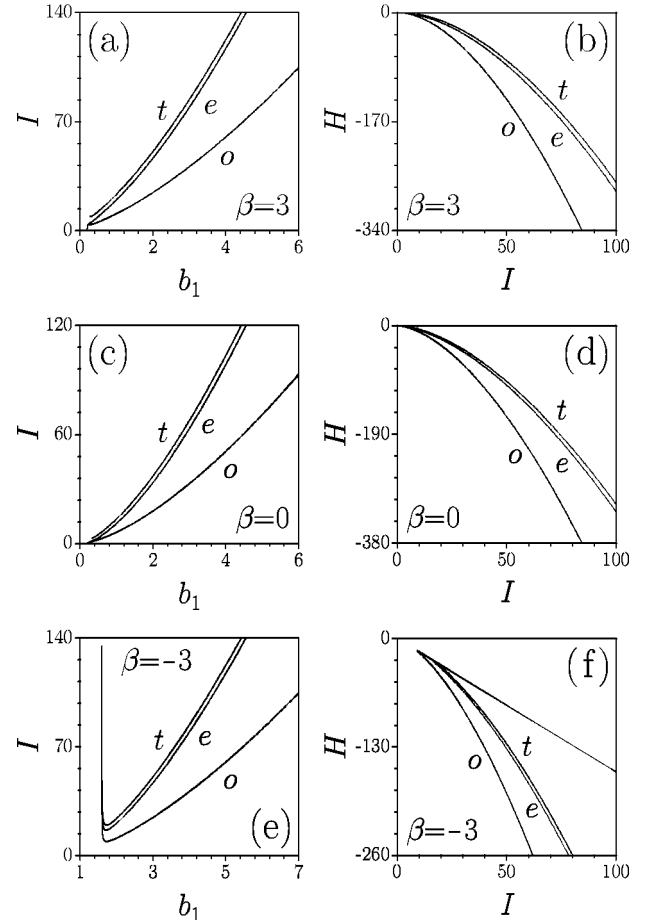 140
70
0
0
2
4
6
I
b₁
(a)
t
e
o
β=3
0
-170
-340
0
50
100
H
I
(b)
t
e
o
β=3
120
60
0
0
2
4
6
I
b₁
(c)
t
e
o
β=0
0
-190
-380
0
50
100
H
I
(d)
t
e
o
β=0
140
70
0
1
3
5
7
I
b₁
β=-3
t
e
o
(e)
0
-130
-260
0
50
100
H
I
(f)
t
o
e
β=-3